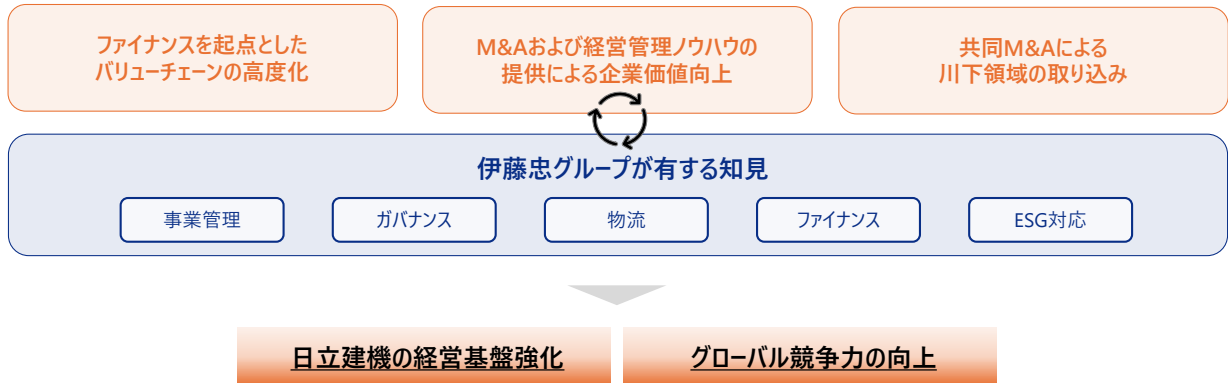 ファイナンスを起点とした
バリューチェーンの高度化
M&Aおよび経営管理ノウハウの
提供による企業価値向上
共同M&Aによる
川下領域の取り込み
伊藤忠グループが有する知見
事業管理
ガバナンス
物流
ファイナンス
ESG対応
日立建機の経営基盤強化
グローバル競争力の向上